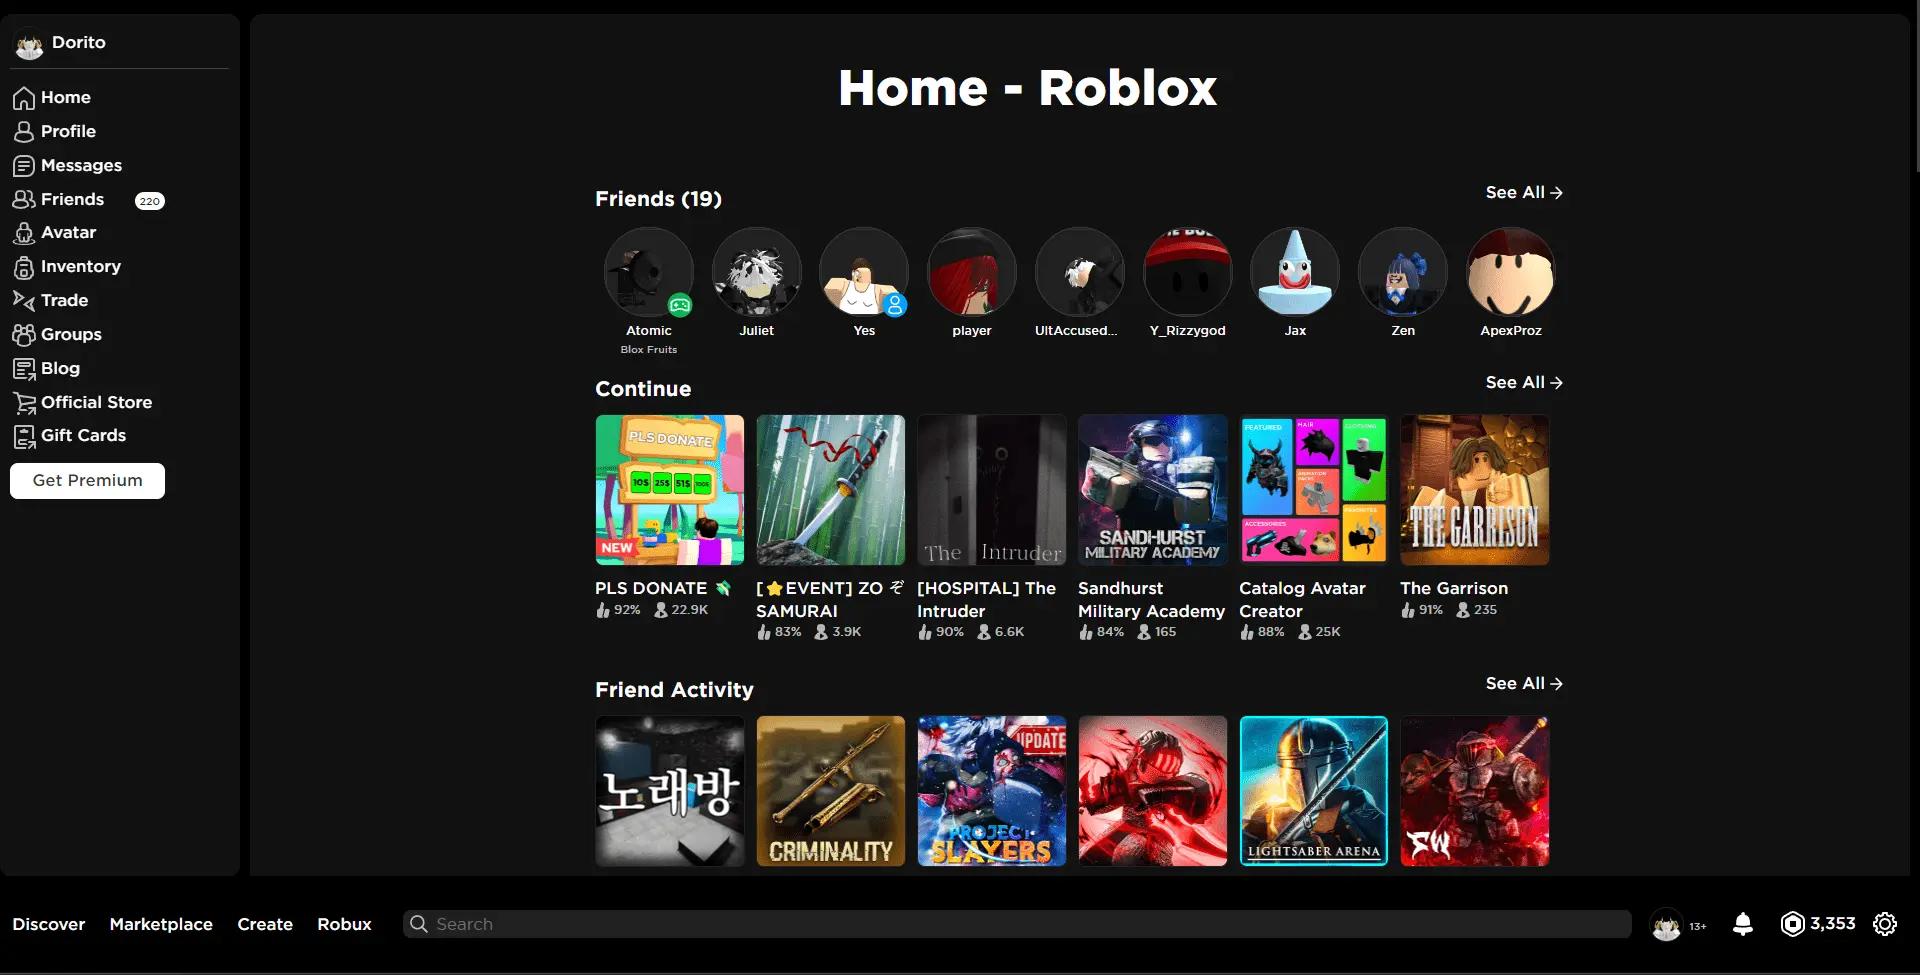 Dorito
Home
Profile
Messages
Friends 220
Avatar
Inventory
Trade
Groups
Blog
Official Store
Gift Cards
Get Premium
Home - Roblox
Friends (19)
See All
Atomic
Blox Fruits
Juliet
Yes
player
UltAccused...
Y_Rizzygod
Jax
Zen
ApexProz
Continue
See All
PLS DONATE
10$ 25$ 51$ 100$
NEW
The Intruder
SANDHURST
MILITARY ACADEMY
FEATURED
HAIR
CLOTHING
ANIMATION
PACKS
ACCESSORIES
FAVORITES
THE GARRISON
PLS DONATE 💸
92% 22.9K
[⭐EVENT] ZO ぞ
SAMURAI
83% 3.9K
[HOSPITAL] The
Intruder
90% 6.6K
Sandhurst
Military Academy
84% 165
Catalog Avatar
Creator
88% 25K
The Garrison
91% 235
Friend Activity
See All
노래방
CRIMINALITY
UPDATE
PROJECT
SLAYERS
LIGHTSABER ARENA
Discover
Marketplace
Create
Robux
Search
13+
3,353